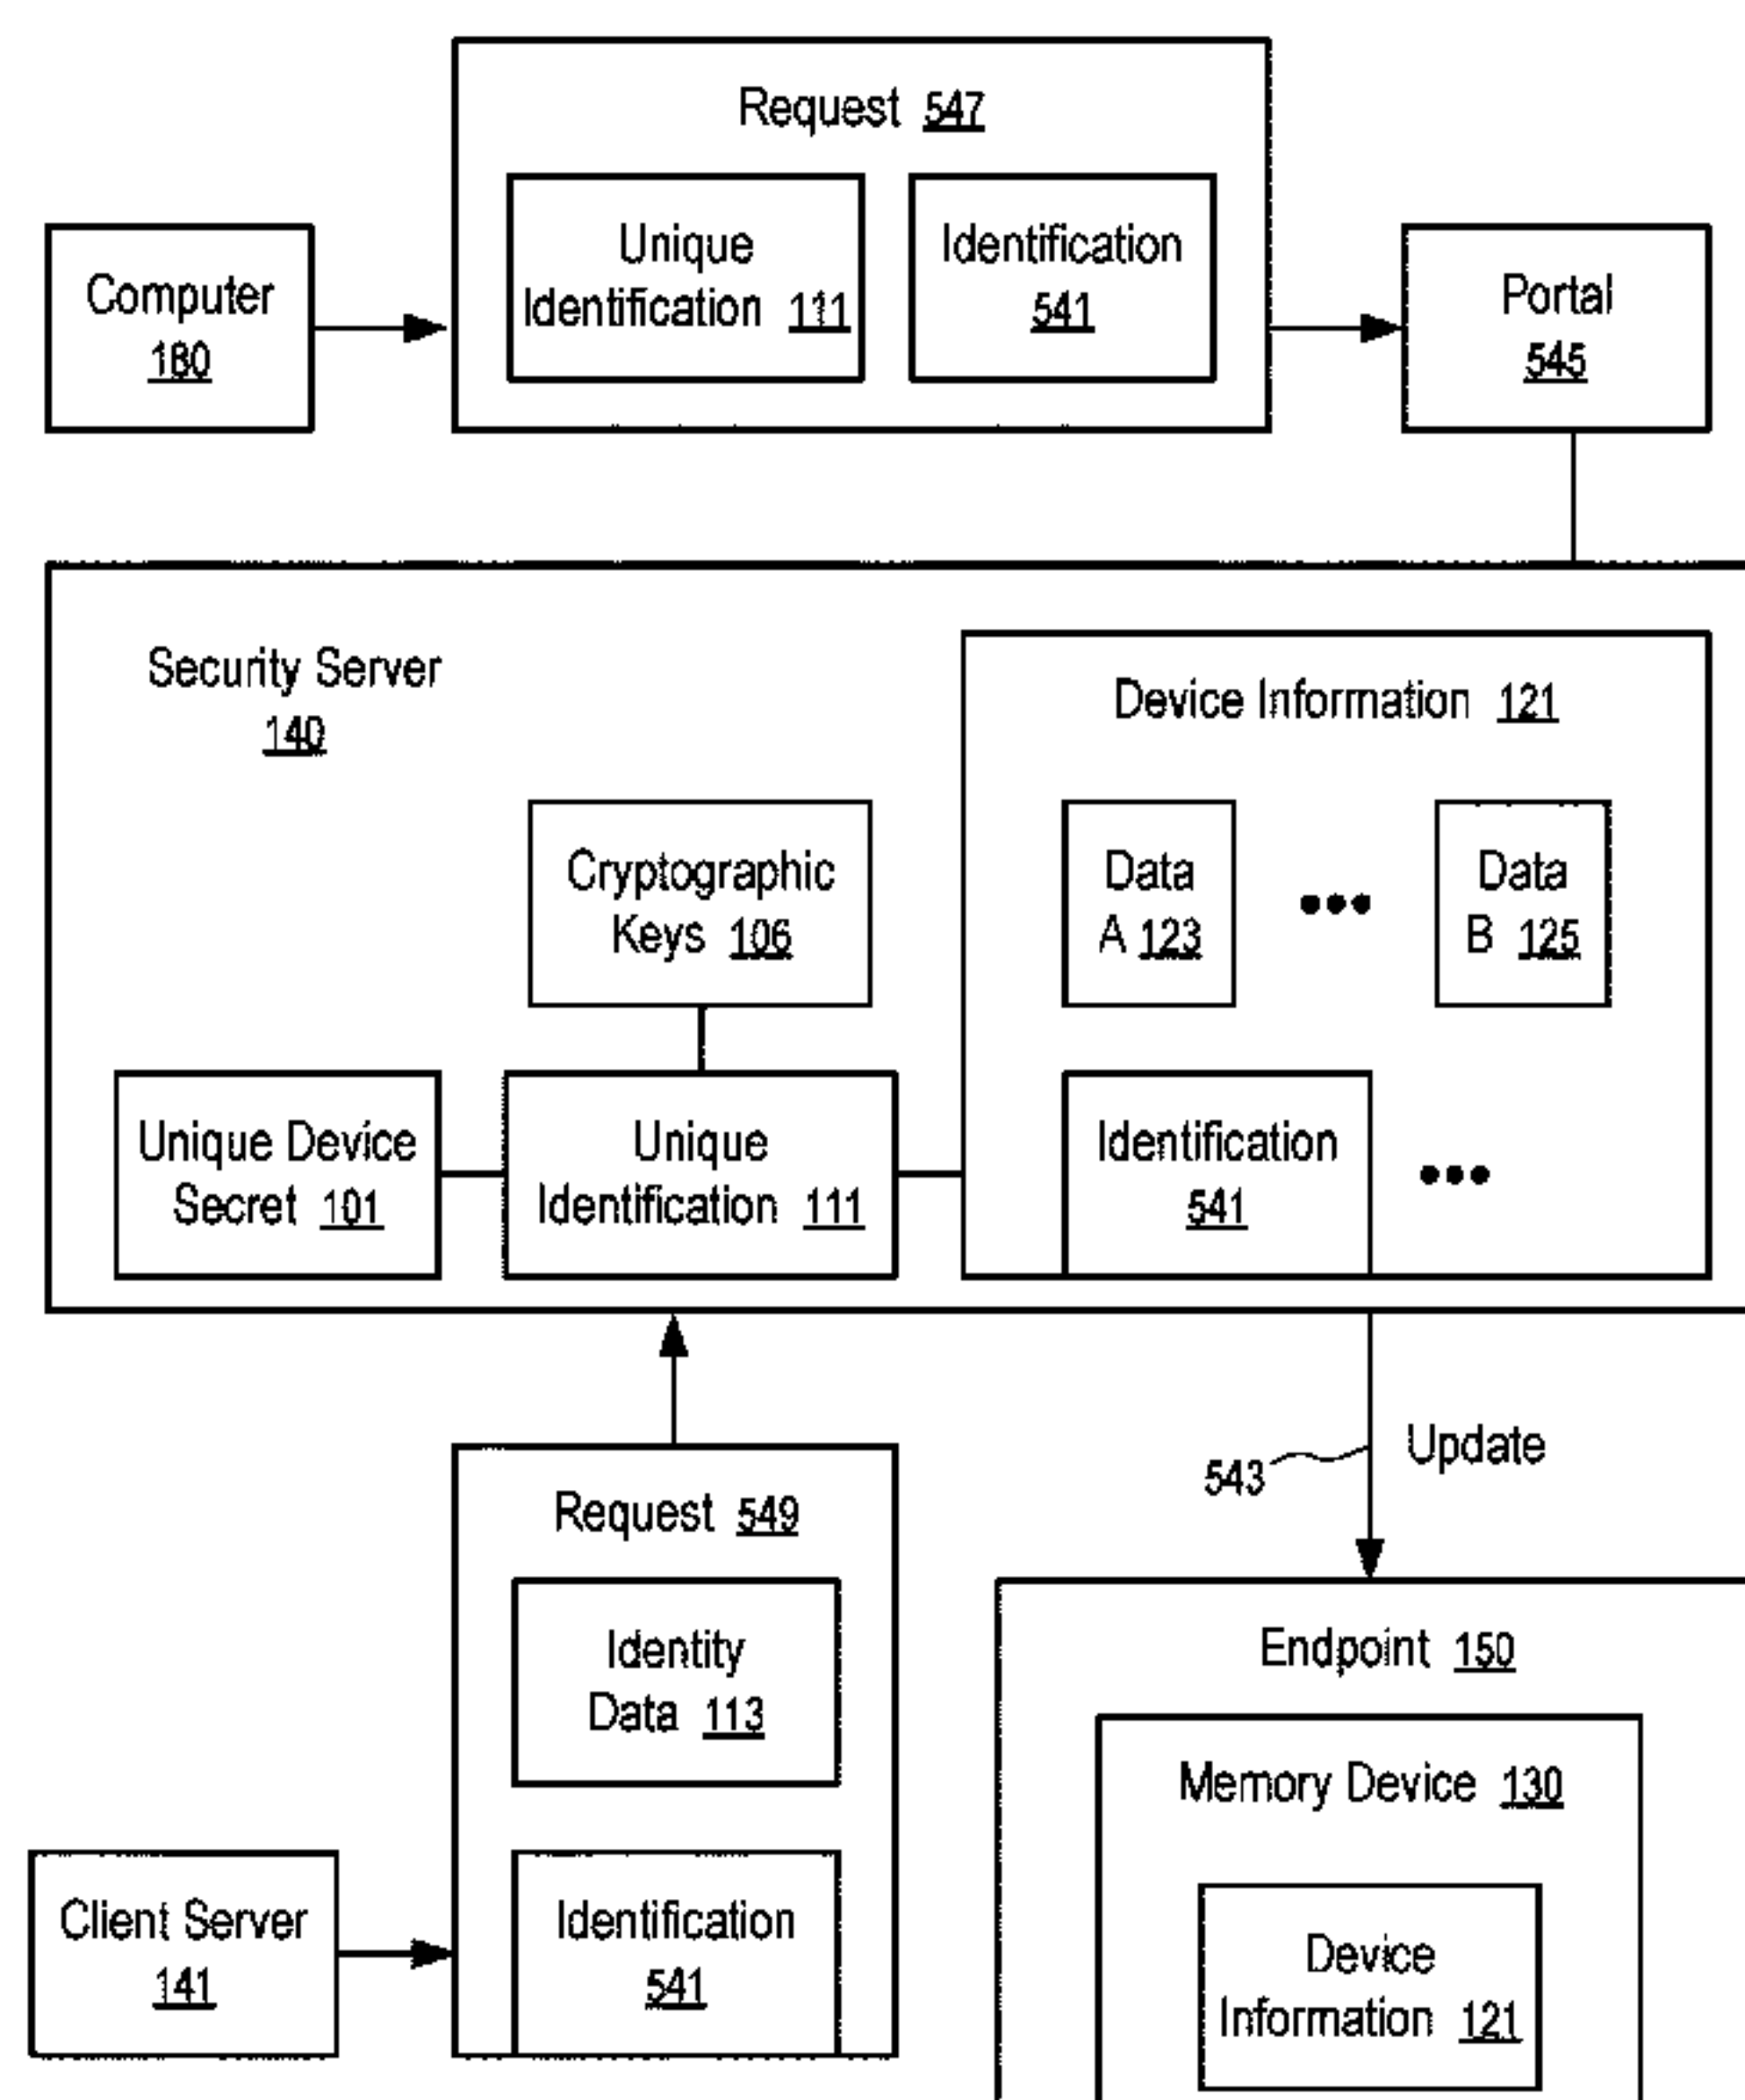 Request 547
Unique
Identification 111
Identification
541
Computer
180
Portal
545
Security Server
140
Device Information 121
Cryptographic
Keys 106
Data
A 123
Data
B 125
Unique Device
Secret 101
Unique
Identification 111
Identification
541
543
Update
Request 549
Identity
Data 113
Client Server
141
Identification
541
Endpoint 150
Memory Device 130
Device
Information 121